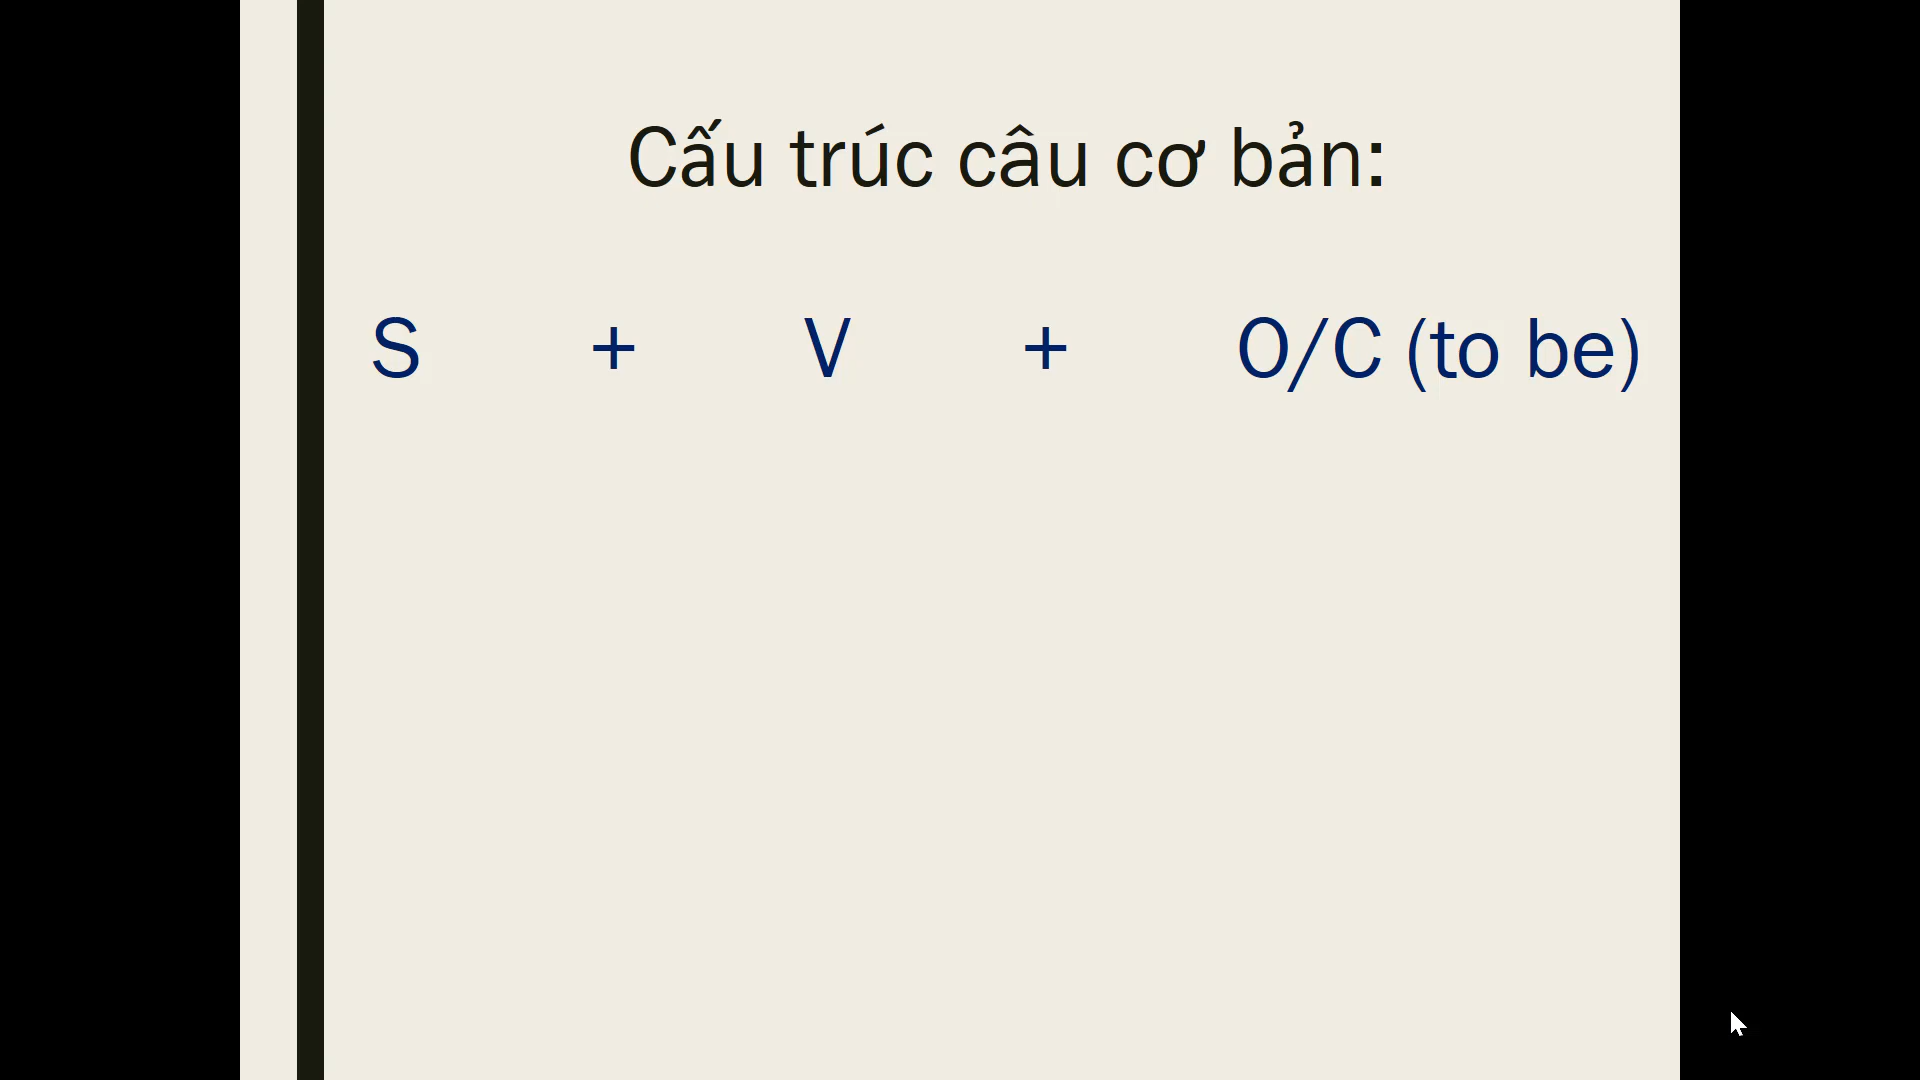 Cấu trúc câu cơ bản:
S + V + O/C (to be)